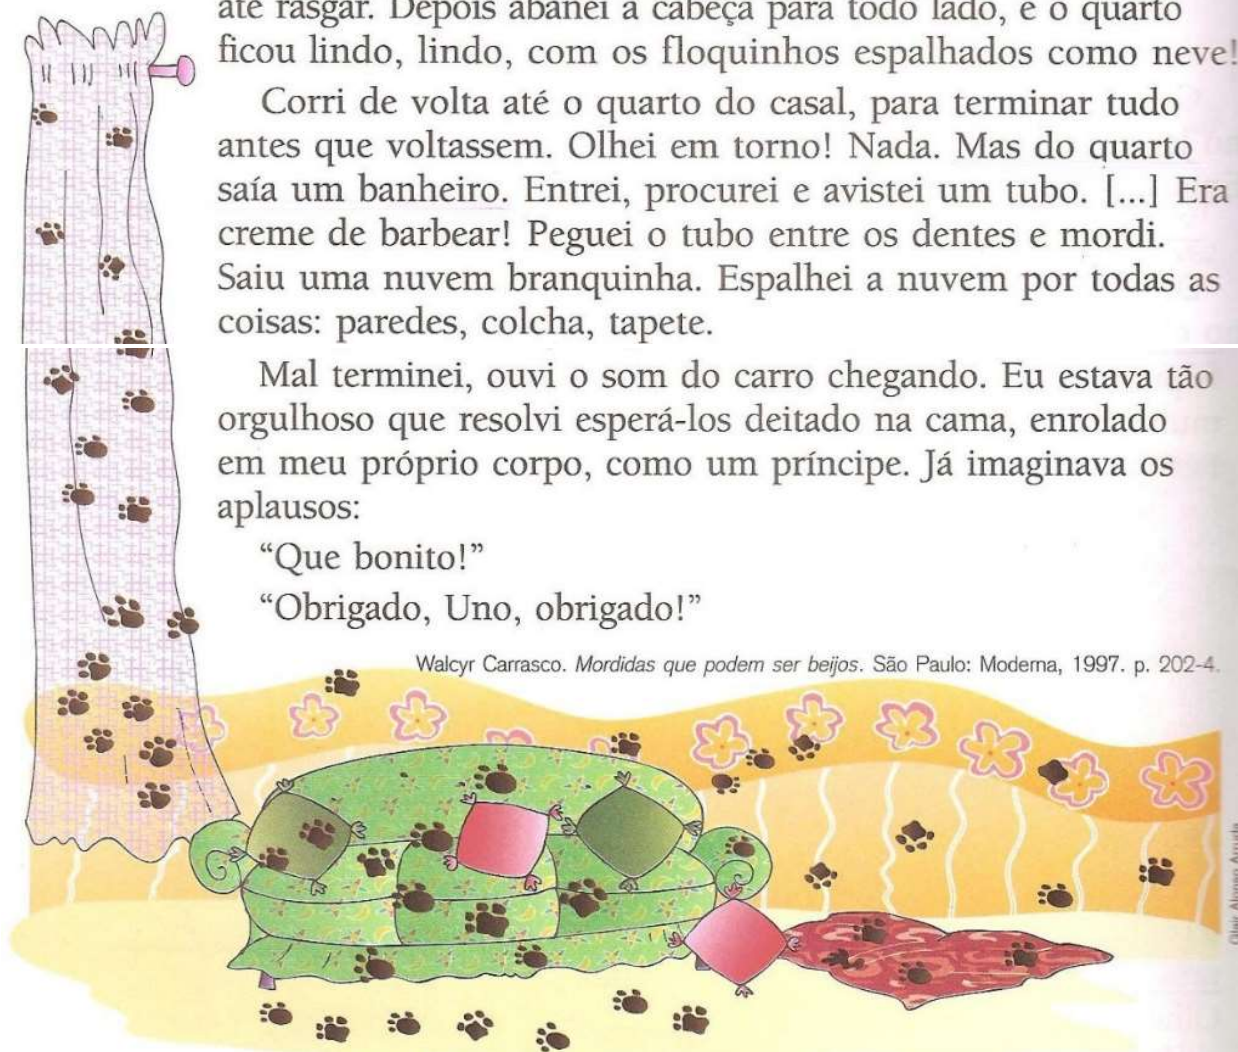 até rasgar. Depois abanei a cabeça para todo lado, e o quarto
ficou lindo, lindo, com os floquinhos espalhados como neve!
Corri de volta até o quarto do casal, para terminar tudo
antes que voltassem. Olhei em torno! Nada. Mas do quarto
saía um banheiro. Entrei, procurei e avistei um tubo. [...] Era
creme de barbear! Peguei o tubo entre os dentes e mordi.
Saiu uma nuvem branquinha. Espalhei a nuvem por todas as
coisas: paredes, colcha, tapete.
Mal terminei, ouvi o som do carro chegando. Eu estava tão
orgulhoso que resolvi esperá-los deitado na cama, enrolado
em meu próprio corpo, como um príncipe. Já imaginava os
aplausos:
“Que bonito!”
“Obrigado, Uno, obrigado!”
Walcyr Carrasco. Mordidas que podem ser beijos. São Paulo: Moderna, 1997. p. 202-4.